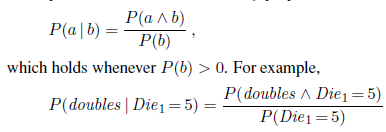 P(a | b) = P(a ∧ b) / P(b) ,
which holds whenever P(b) > 0. For example,
P(doubles | Die₁ = 5) = P(doubles ∧ Die₁ = 5) / P(Die₁ = 5)